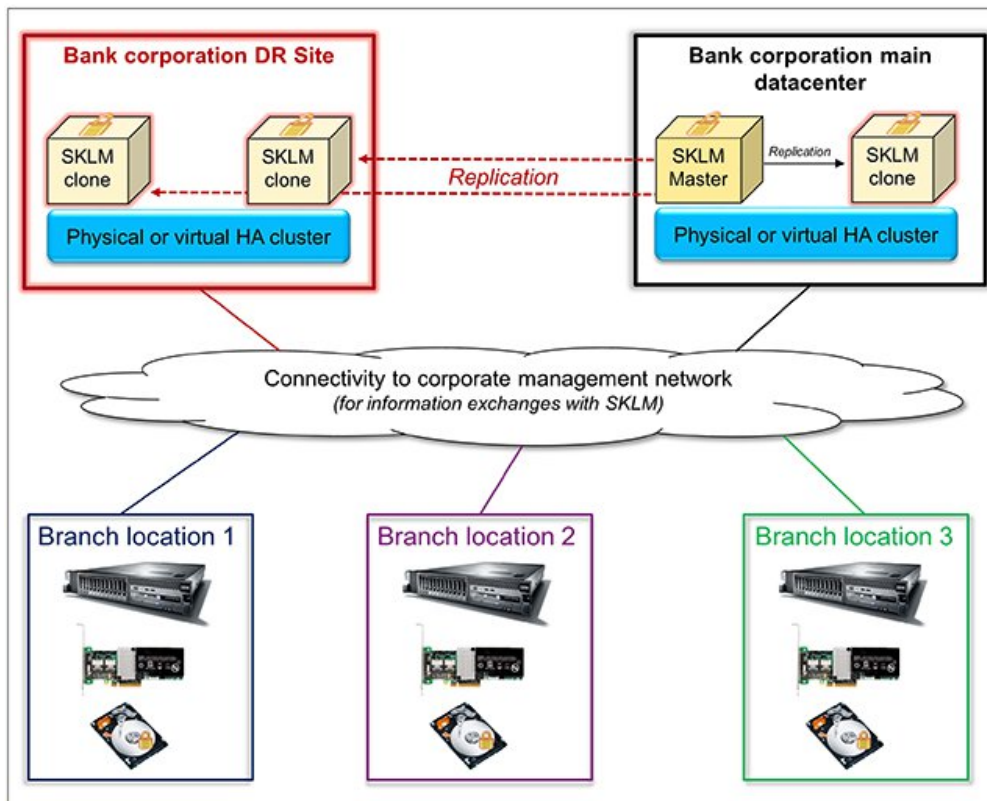 Bank corporation DR Site
SKLM
clone
SKLM
clone
Physical or virtual HA cluster
Replication
Bank corporation main
datacenter
SKLM
Master
Replication
SKLM
clone
Physical or virtual HA cluster
Connectivity to corporate management network
(for information exchanges with SKLM)
Branch location 1
Branch location 2
Branch location 3